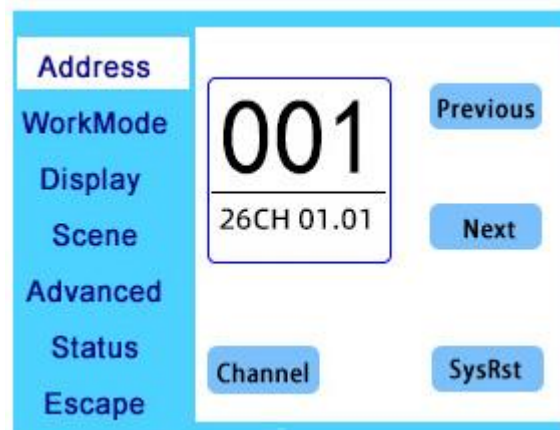 Address
WorkMode
Display
Scene
Advanced
Status
Escape
001
26CH 01.01
Previous
Next
Channel
SysRst